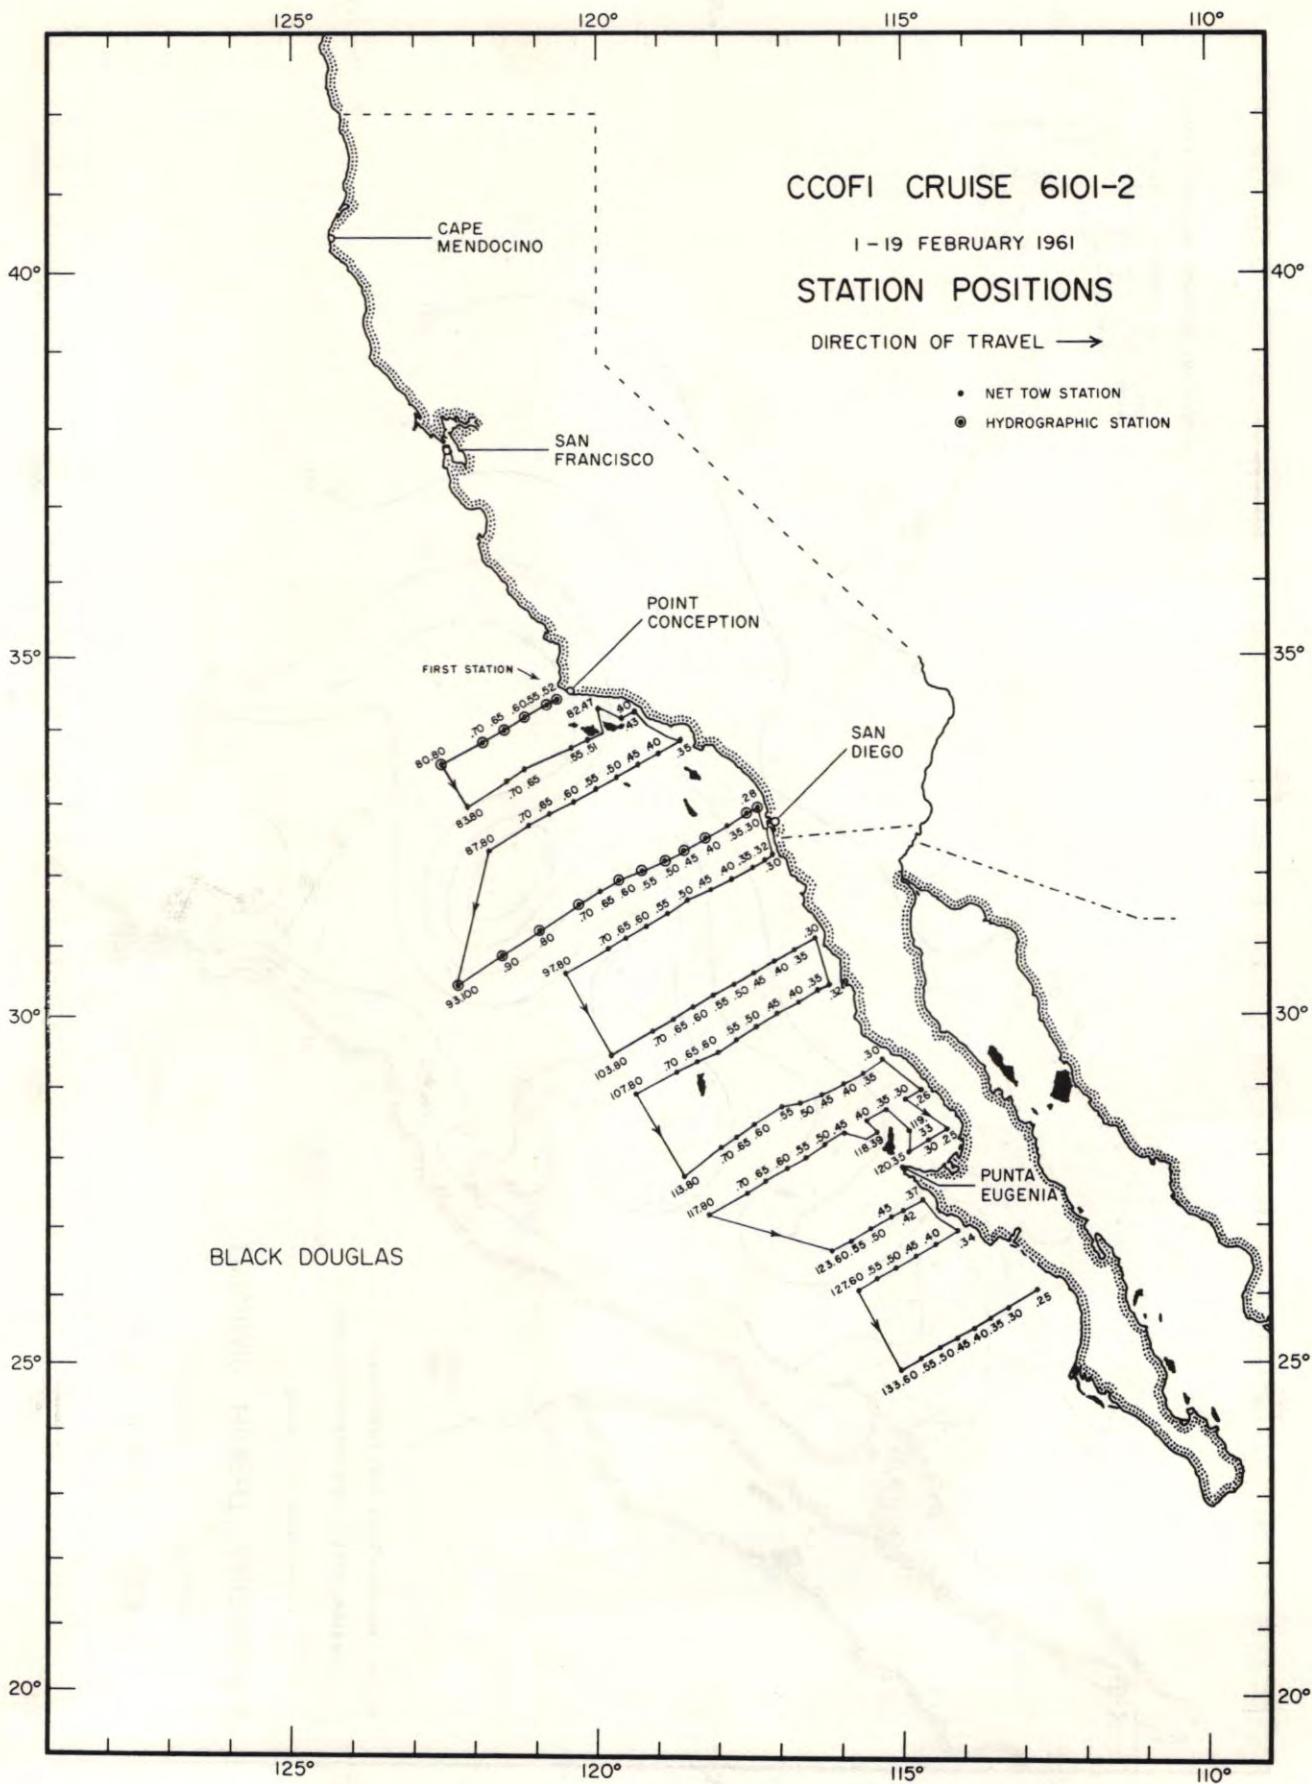 125° 120° 115° 110°
CCOFI CRUISE 6101-2
1-19 FEBRUARY 1961
STATION POSITIONS
DIRECTION OF TRAVEL
NET TOW STATION
HYDROGRAPHIC STATION
CAPE
MENDOCINO
40° 40°
SAN
FRANCISCO
POINT
CONCEPTION
35° 35°
FIRST STATION
80.80 .70 .65 .60 .55 .52
82.47 .40
.43
SAN
DIEGO
83.80 .70 .65 .55 .51
87.80 .70 .65 .60 .55 .50 .45 .40 .35
93.100 .90 .80 .70 .65 .60 .55 .50 .45 .40 .35 .30 .28
97.80 .70 .65 .60 .55 .50 .45 .40 .35 .32 .30
30° 30°
103.80 .70 .65 .60 .55 .50 .45 .40 .35 .30
107.80 .70 .65 .60 .55 .50 .45 .40 .35 .32
113.80 .70 .65 .60 .55 .50 .45 .40 .35 .30
117.80 .70 .65 .60 .55 .50 .45 .40 .35 .30 .26
118.39 119.33
120.35 .30 .25
PUNTA
EUGENIA
123.60 .55 .50 .45 .42 .37
127.60 .55 .50 .45 .40 .34
BLACK DOUGLAS
133.60 .55 .50 .45 .40 .35 .30 .25
25° 25°
20° 20°
125° 120° 115° 110°